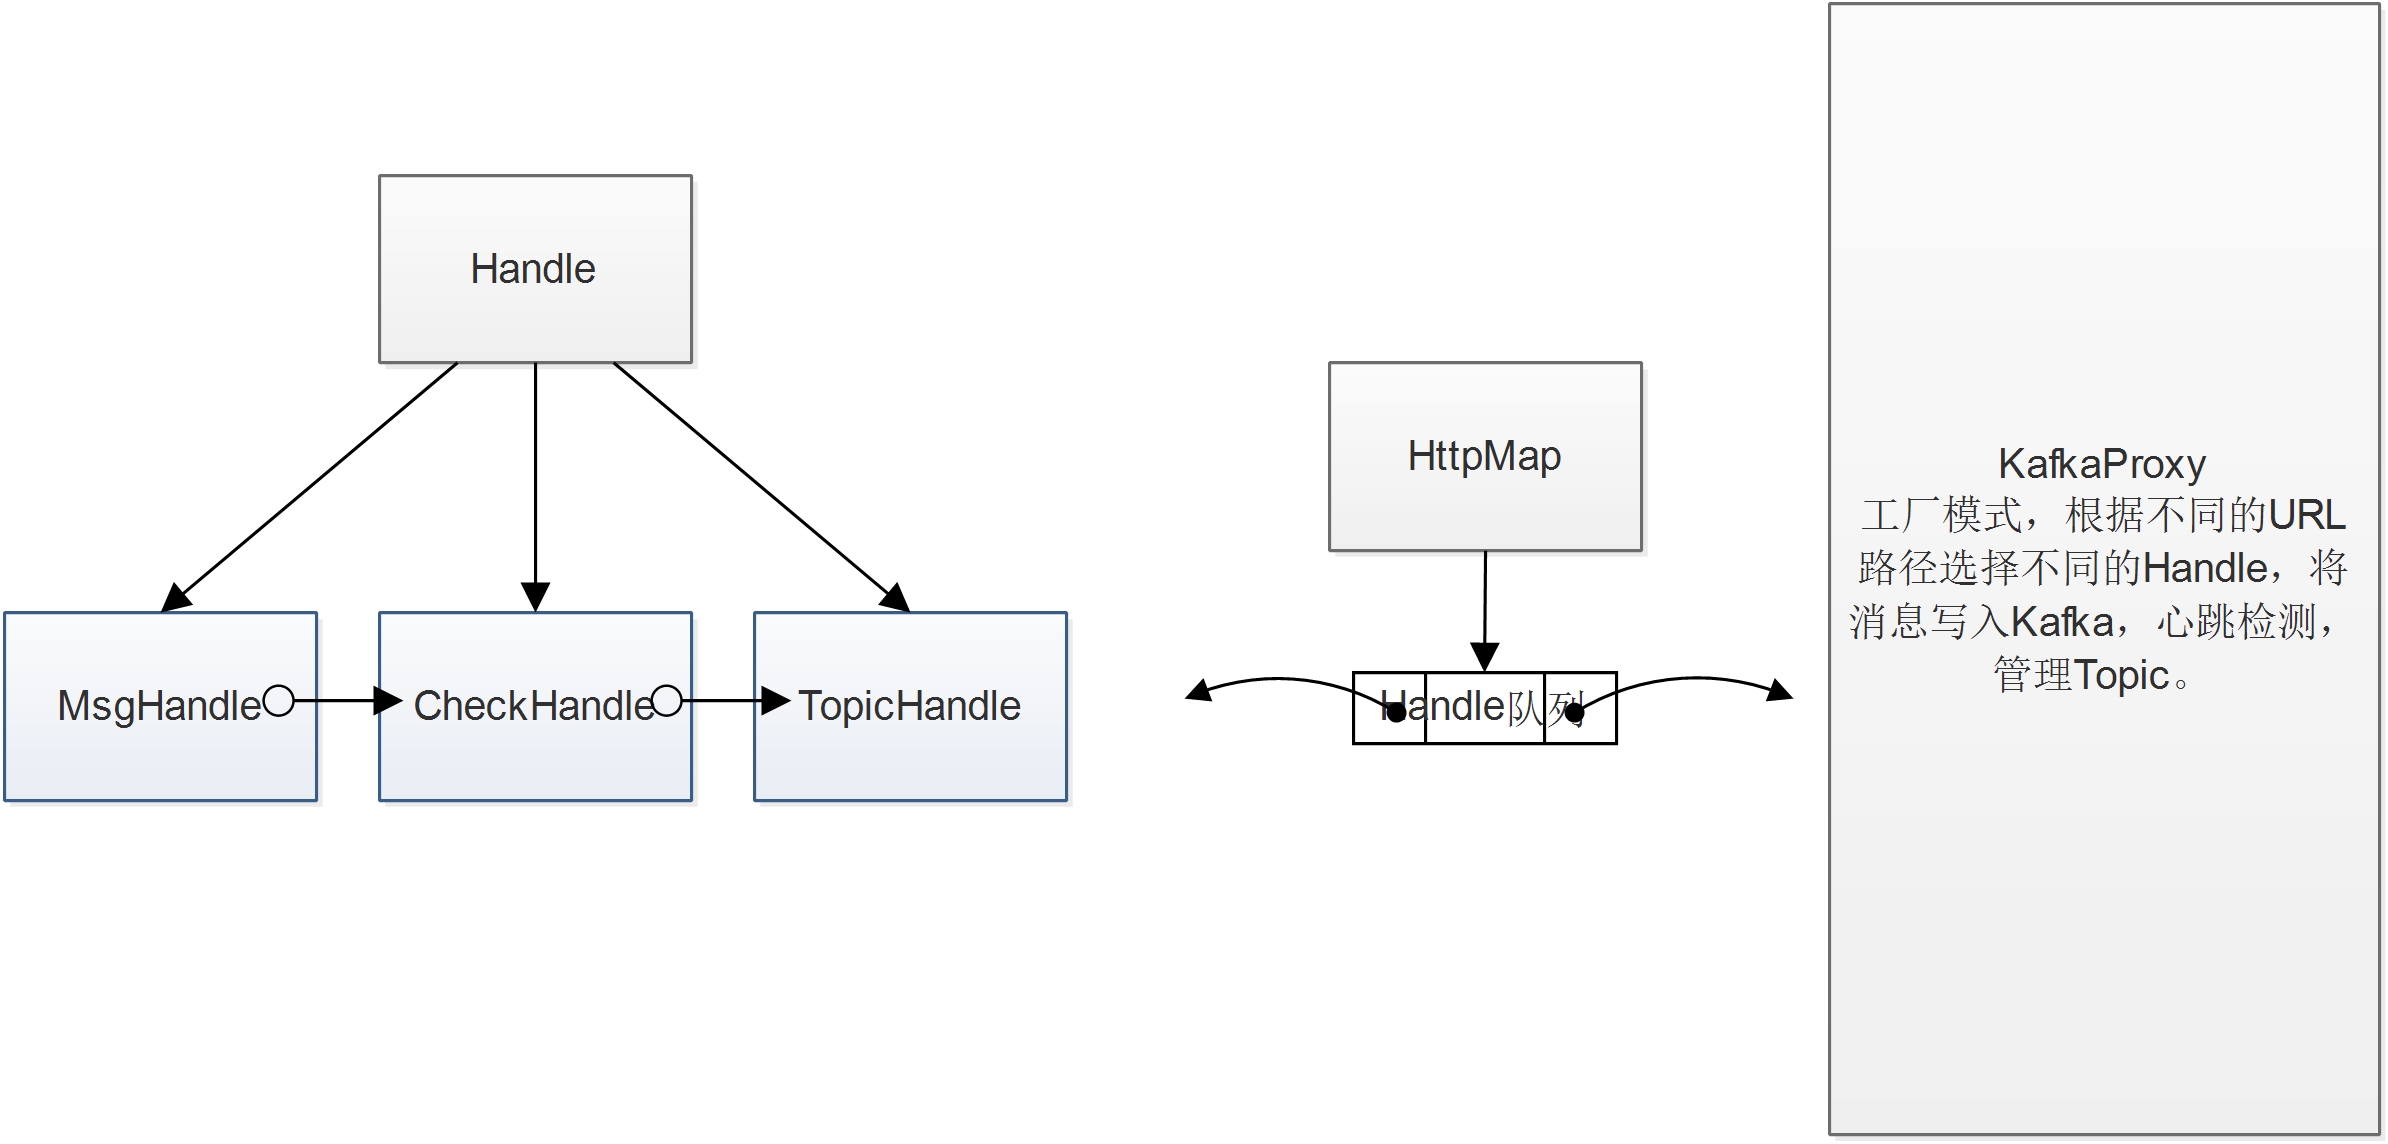 Handle
MsgHandle
CheckHandle
TopicHandle
HttpMap
Handle队列
KafkaProxy
工厂模式，根据不同的URL
路径选择不同的Handle，将
消息写入Kafka，心跳检测，
管理Topic。